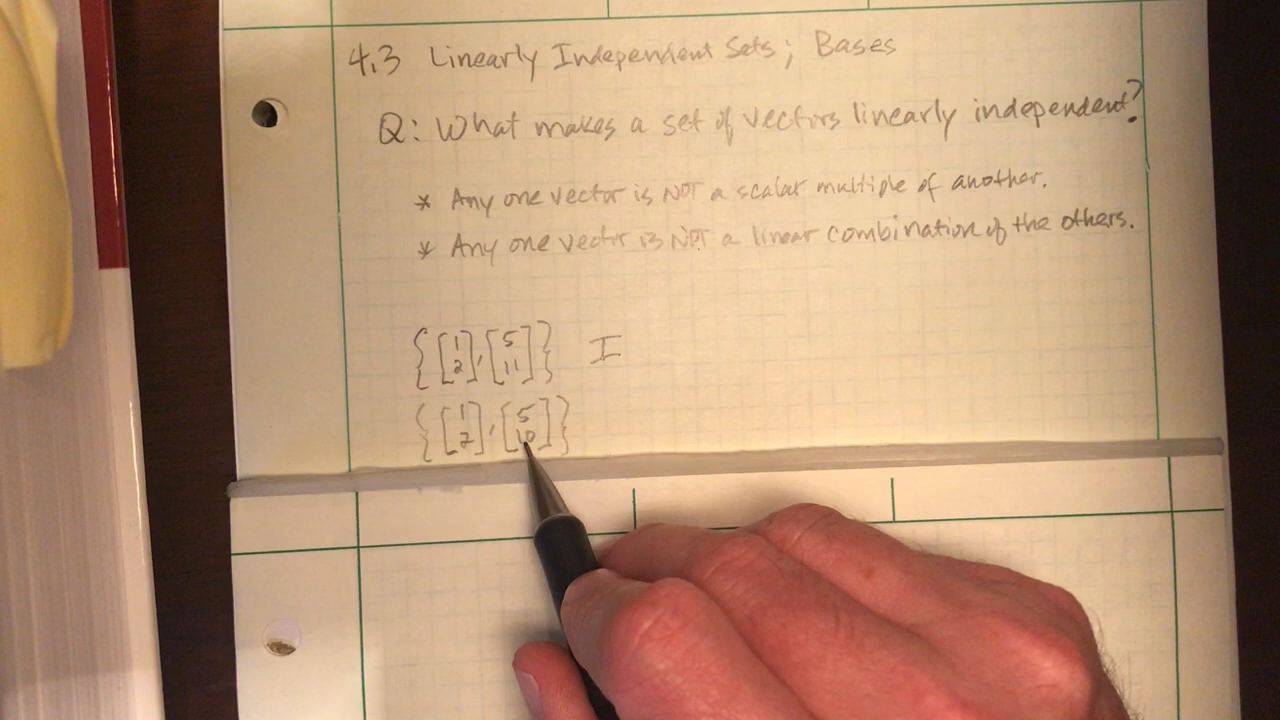 4.3 Linearly Independent Sets; Bases
Q: What makes a set of vectors linearly independent?
* Any one vector is NOT a scalar multiple of another.
* Any one vector is NOT a linear combination of the others.
{[1 2], [5 11]} I
{[1 2], [5 10]}